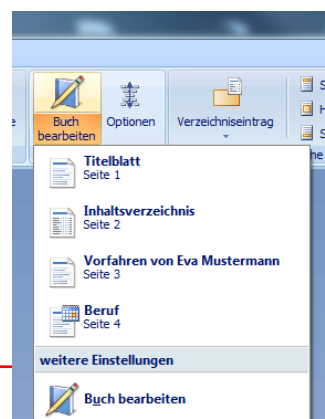 Buch
bearbeiten
Optionen
Verzeichniseintrag
Titelblatt
Seite 1
Inhaltsverzeichnis
Seite 2
Vorfahren von Eva Mustermann
Seite 3
Beruf
Seite 4
weitere Einstellungen
Buch bearbeiten